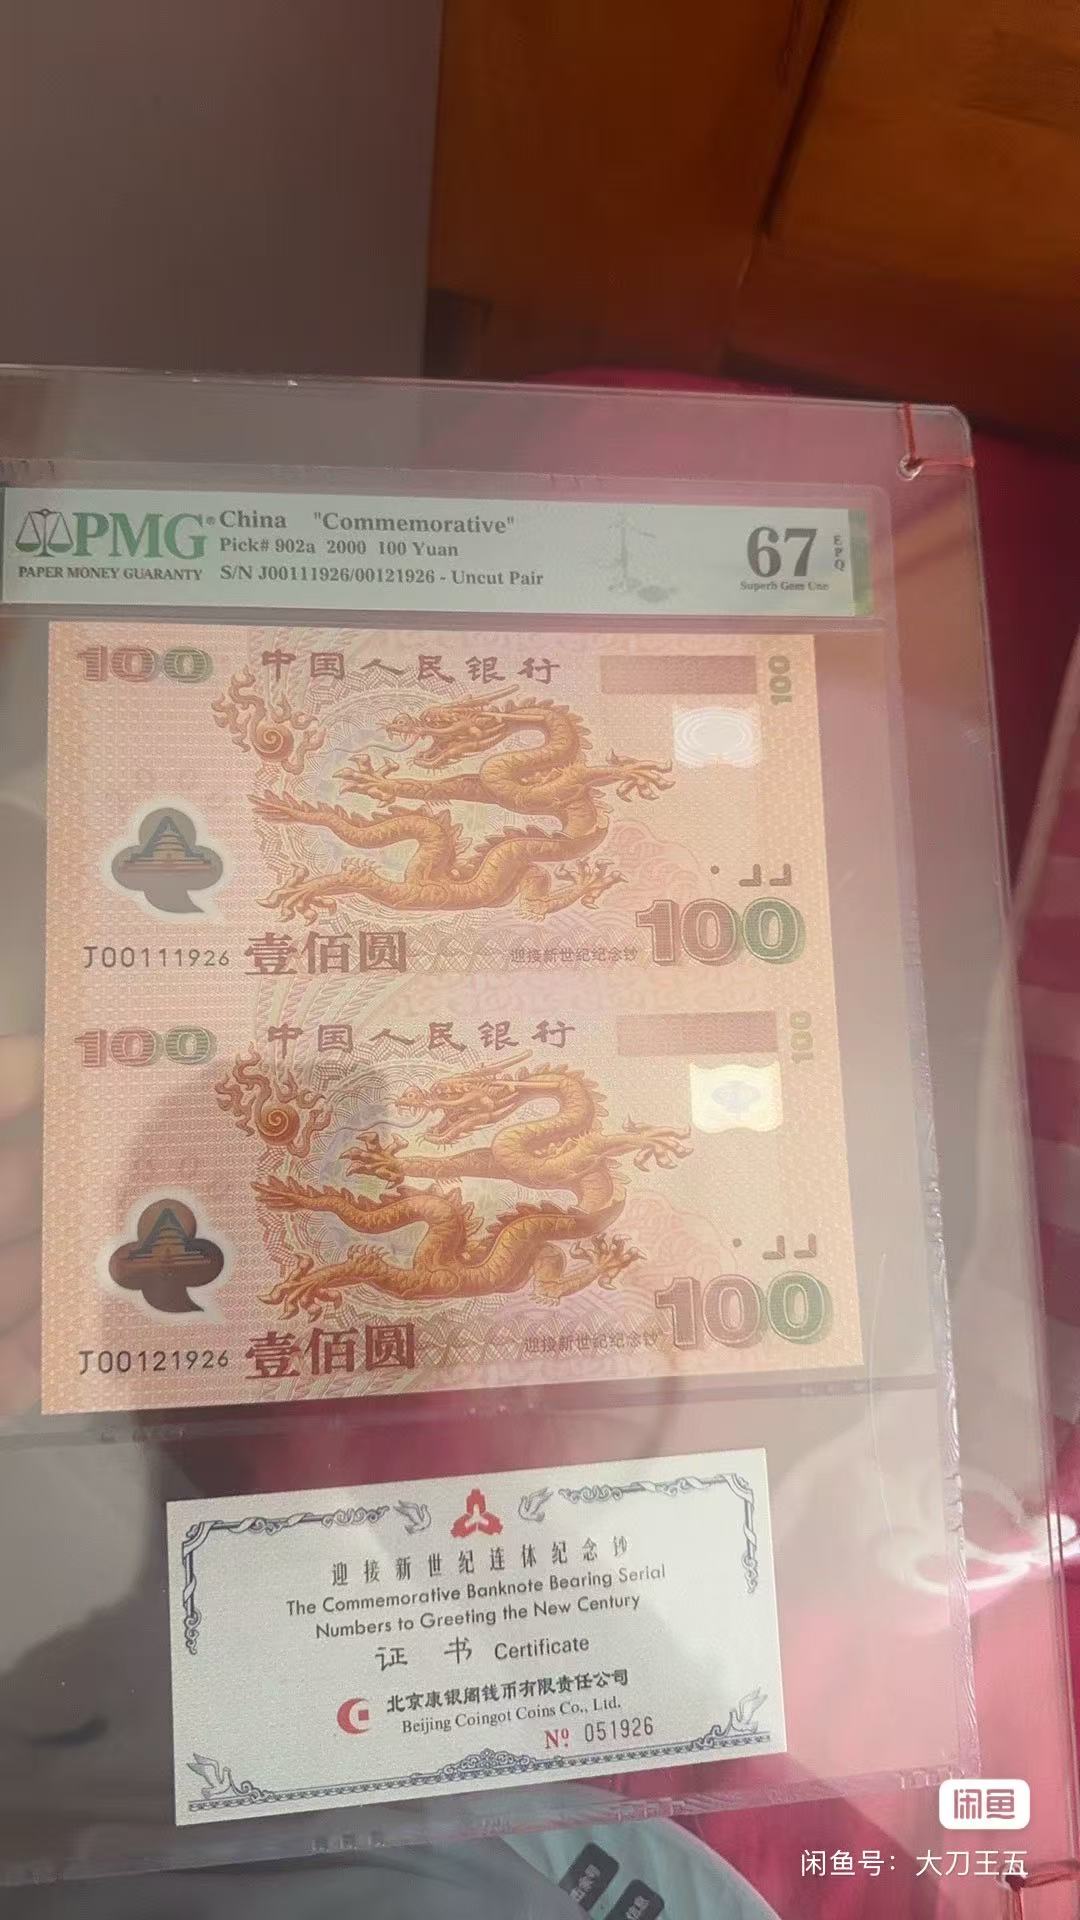 PMG® China "Commemorative"
Pick# 902a 2000 100 Yuan
PAPER MONEY GUARANTY S/N J00111926/00121926 - Uncut Pair
67 EPQ
Superb Gem Unc
100 中国人民银行 100
J00111926 壹佰圆 迎接新世纪纪念钞 100
100 中国人民银行 100
J00121926 壹佰圆 迎接新世纪纪念钞 100
迎接新世纪连体纪念钞
The Commemorative Banknote Bearing Serial
Numbers to Greeting the New Century
证 书 Certificate
北京康银阁钱币有限责任公司
Beijing Coingot Coins Co., Ltd.
Nº. 051926
闲鱼
闲鱼号：大刀王五